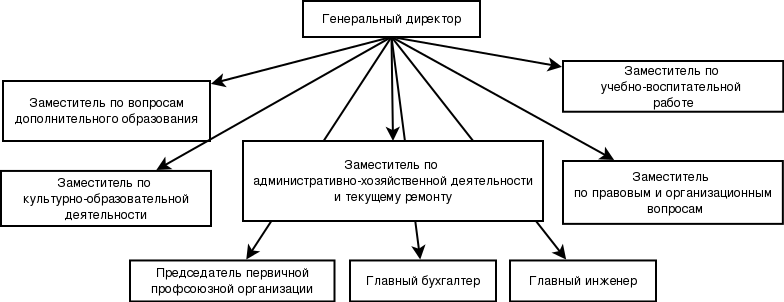 Генеральный директор
Заместитель по вопросам
дополнительного образования
Заместитель по
учебно-воспитательной
работе
Заместитель по
культурно-образовательной
деятельности
Заместитель по
административно-хозяйственной деятельности
и текущему ремонту
Заместитель
по правовым и организационным
вопросам
Председатель первичной
профсоюзной организации
Главный бухгалтер
Главный инженер